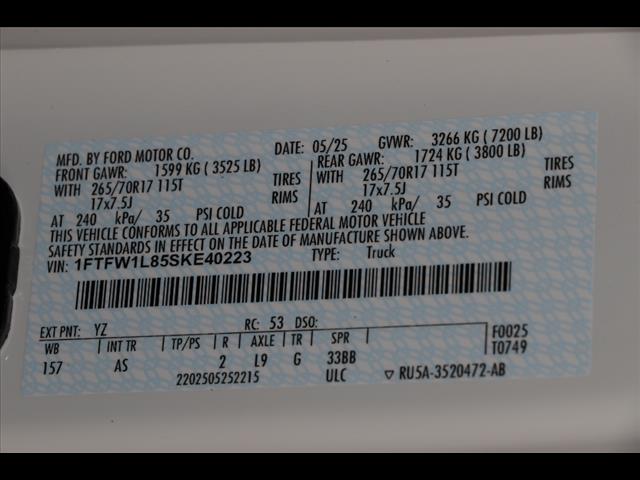 MFD. BY FORD MOTOR CO.
DATE: 05/25 GVWR: 3266 KG ( 7200 LB)
FRONT GAWR: 1599 KG ( 3525 LB) REAR GAWR: 1724 KG ( 3800 LB)
WITH 265/70R17 115T TIRES WITH 265/70R17 115T TIRES
17x7.5J RIMS 17x7.5J RIMS
AT 240 kPa/ 35 PSI COLD AT 240 kPa/ 35 PSI COLD
THIS VEHICLE CONFORMS TO ALL APPLICABLE FEDERAL MOTOR VEHICLE
SAFETY STANDARDS IN EFFECT ON THE DATE OF MANUFACTURE SHOWN ABOVE.
VIN: 1FTFW1L85SKE40223 TYPE: Truck
EXT PNT: YZ RC: 53 DSO: F0025
WB INT TR TP/PS R AXLE TR SPR T0749
157 AS 2 L9 G 33BB
2202505252215 ULC ▽ RU5A-3520472-AB